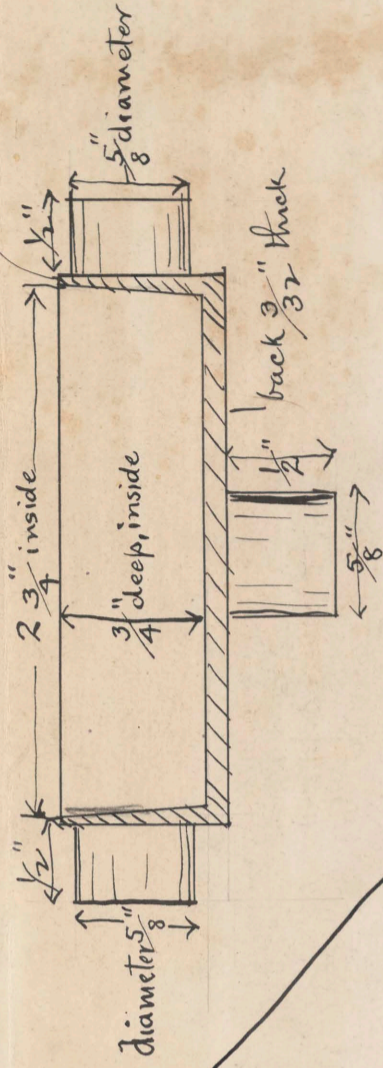 2 3/4" inside
1/2"
1/2"
5/8" diameter
diameter 5/8"
3/4" deep, inside
back 3/32" thick
1/2"
5/8"